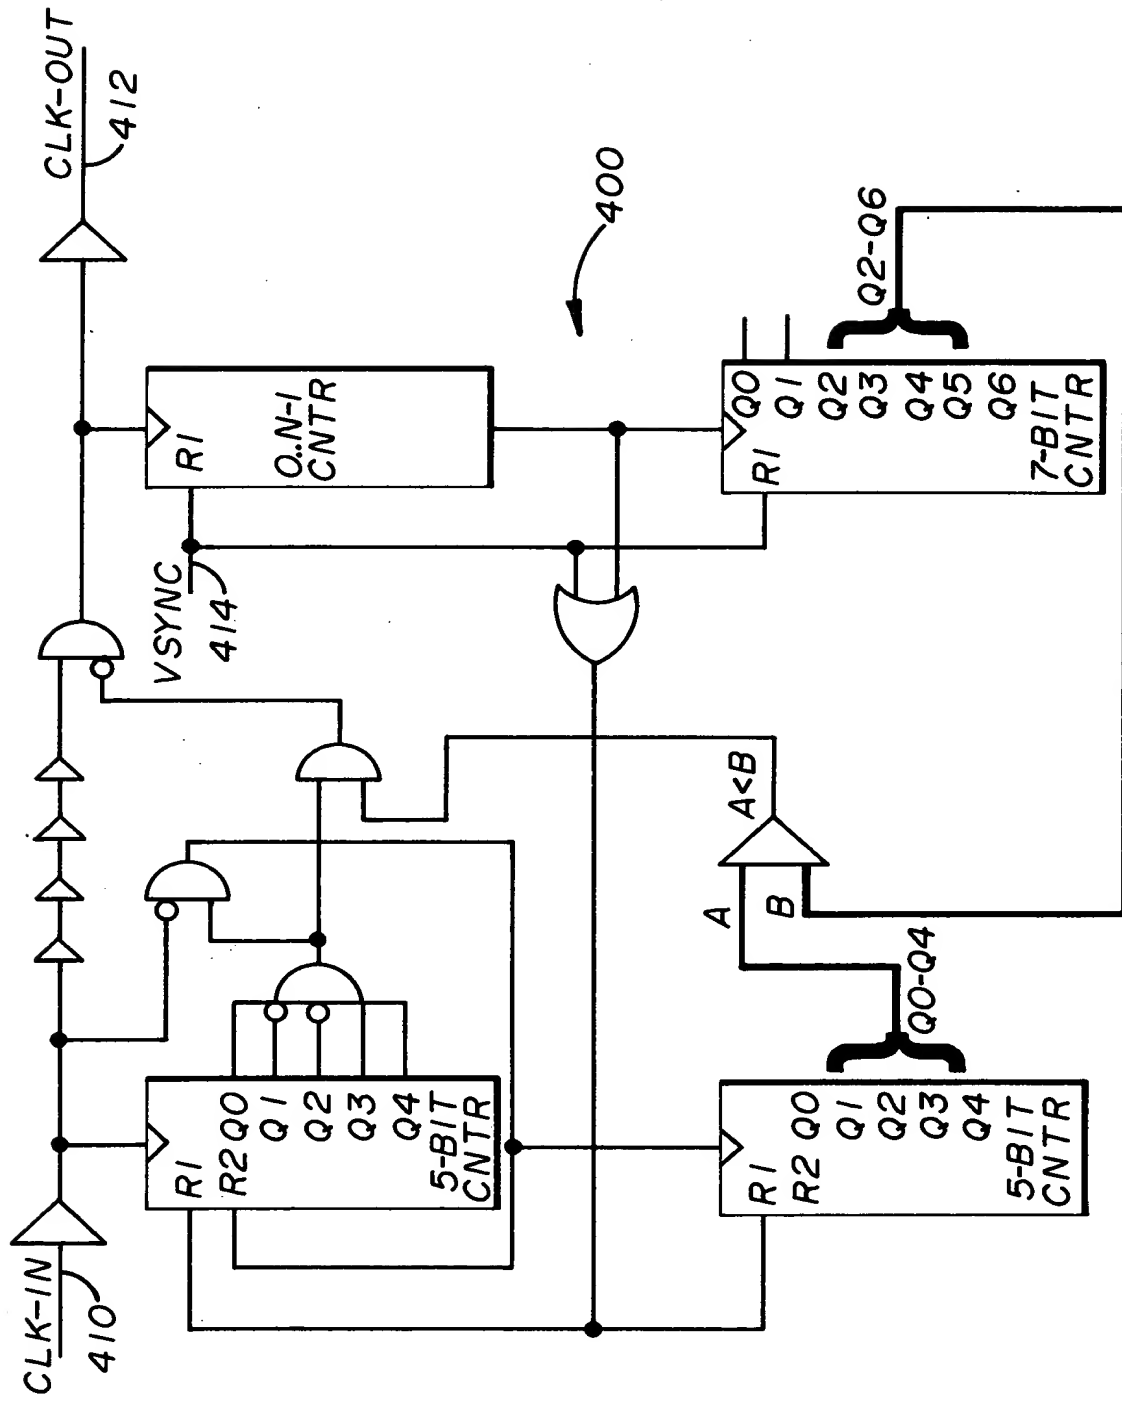 CLK-IN
410
CLK-OUT
412
R1
R2
Q0
Q1
Q2
Q3
Q4
5-BIT
CNTR
VSYNC
414
R1
0..N-1
CNTR
400
R1
R2
Q0
Q1
Q2
Q3
Q4
5-BIT
CNTR
Q0-Q4
A
B
A<B
R1
Q0
Q1
Q2
Q3
Q4
Q5
Q6
7-BIT
CNTR
Q2-Q6